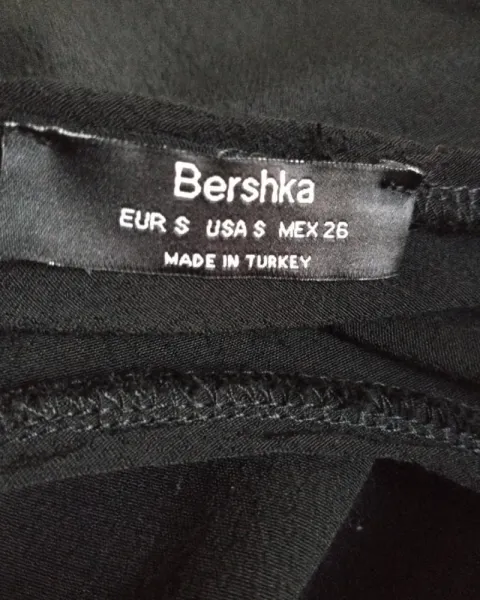 Bershka
EUR S USA S MEX 26
MADE IN TURKEY